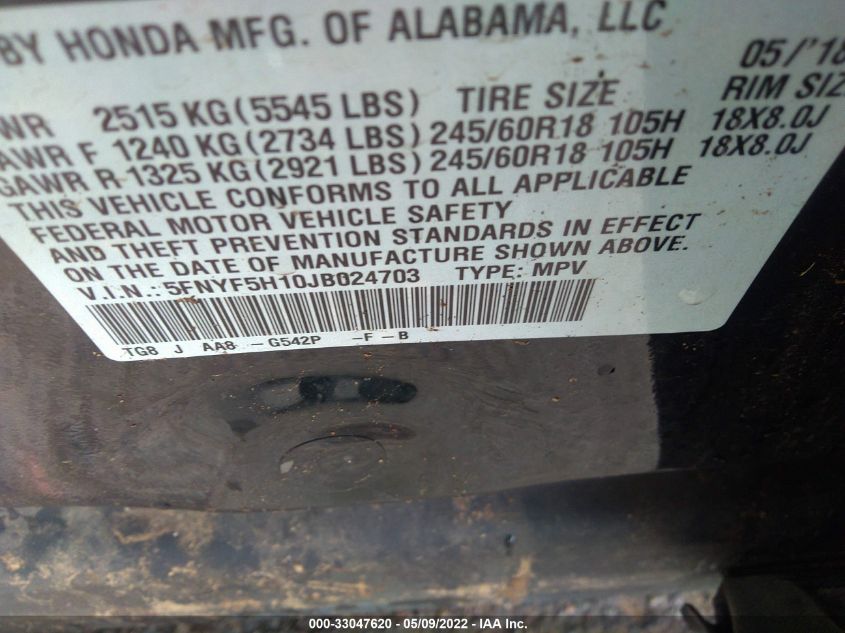 BY HONDA MFG. OF ALABAMA, LLC
05/'18
WR 2515 KG(5545 LBS) TIRE SIZE RIM SIZ
AWR F 1240 KG(2734 LBS) 245/60R18 105H 18X8.0J
GAWR R 1325 KG(2921 LBS) 245/60R18 105H 18X8.0J
THIS VEHICLE CONFORMS TO ALL APPLICABLE
FEDERAL MOTOR VEHICLE SAFETY
AND THEFT PREVENTION STANDARDS IN EFFECT
ON THE DATE OF MANUFACTURE SHOWN ABOVE.
V.I.N.: 5FNYF5H10JB024703 TYPE: MPV
TG8 J AA8 -G542P -F-B
000-33047620 - 05/09/2022 - IAA Inc.